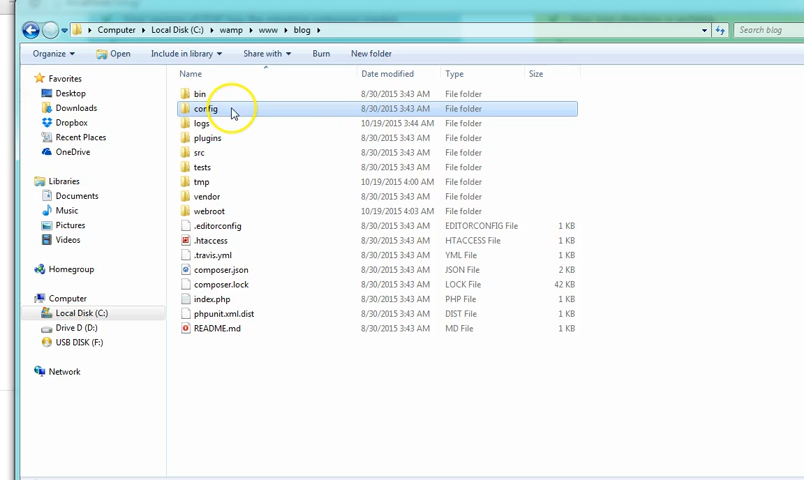 Computer ▸ Local Disk (C:) ▸ wamp ▸ www ▸ blog ▸ Search blog
Organize Open Include in library Share with Burn New folder
Name Date modified Type Size
Favorites
Desktop
Downloads
Dropbox
Recent Places
OneDrive
Libraries
Documents
Music
Pictures
Videos
Homegroup
Computer
Local Disk (C:)
Drive D (D:)
USB DISK (F:)
Network
bin 8/30/2015 3:43 AM File folder
config 8/30/2015 3:43 AM File folder
logs 10/19/2015 3:44 AM File folder
plugins 8/30/2015 3:43 AM File folder
src 8/30/2015 3:43 AM File folder
tests 8/30/2015 3:43 AM File folder
tmp 10/19/2015 4:00 AM File folder
vendor 8/30/2015 3:43 AM File folder
webroot 10/19/2015 4:03 AM File folder
.editorconfig 8/30/2015 3:43 AM EDITORCONFIG File 1 KB
.htaccess 8/30/2015 3:43 AM HTACCESS File 1 KB
.travis.yml 8/30/2015 3:43 AM YML File 1 KB
composer.json 8/30/2015 3:43 AM JSON File 2 KB
composer.lock 8/30/2015 3:43 AM LOCK File 42 KB
index.php 8/30/2015 3:43 AM PHP File 1 KB
phpunit.xml.dist 8/30/2015 3:43 AM DIST File 1 KB
README.md 8/30/2015 3:43 AM MD File 1 KB